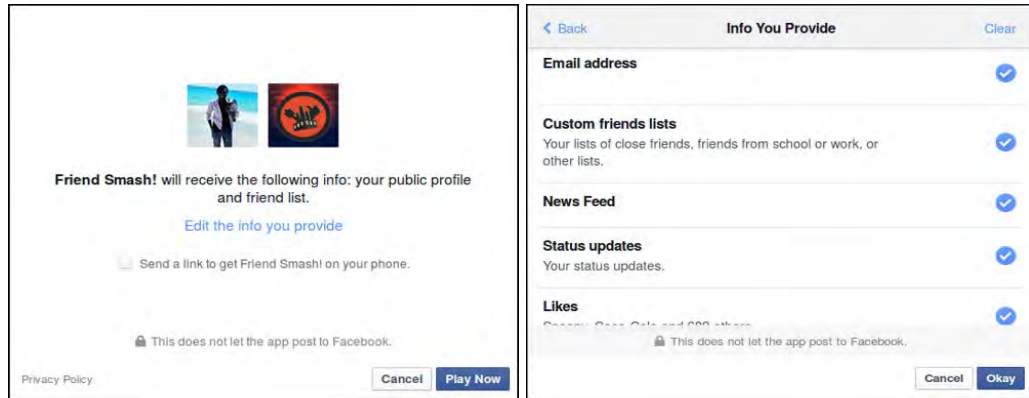 Friend Smash! will receive the following info: your public profile
and friend list.
Edit the info you provide
Send a link to get Friend Smash! on your phone.
This does not let the app post to Facebook.
Privacy Policy
Cancel
Play Now
Back
Info You Provide
Clear
Email address
Custom friends lists
Your lists of close friends, friends from school or work, or
other lists.
News Feed
Status updates
Your status updates.
Likes
This does not let the app post to Facebook.
Cancel
Okay